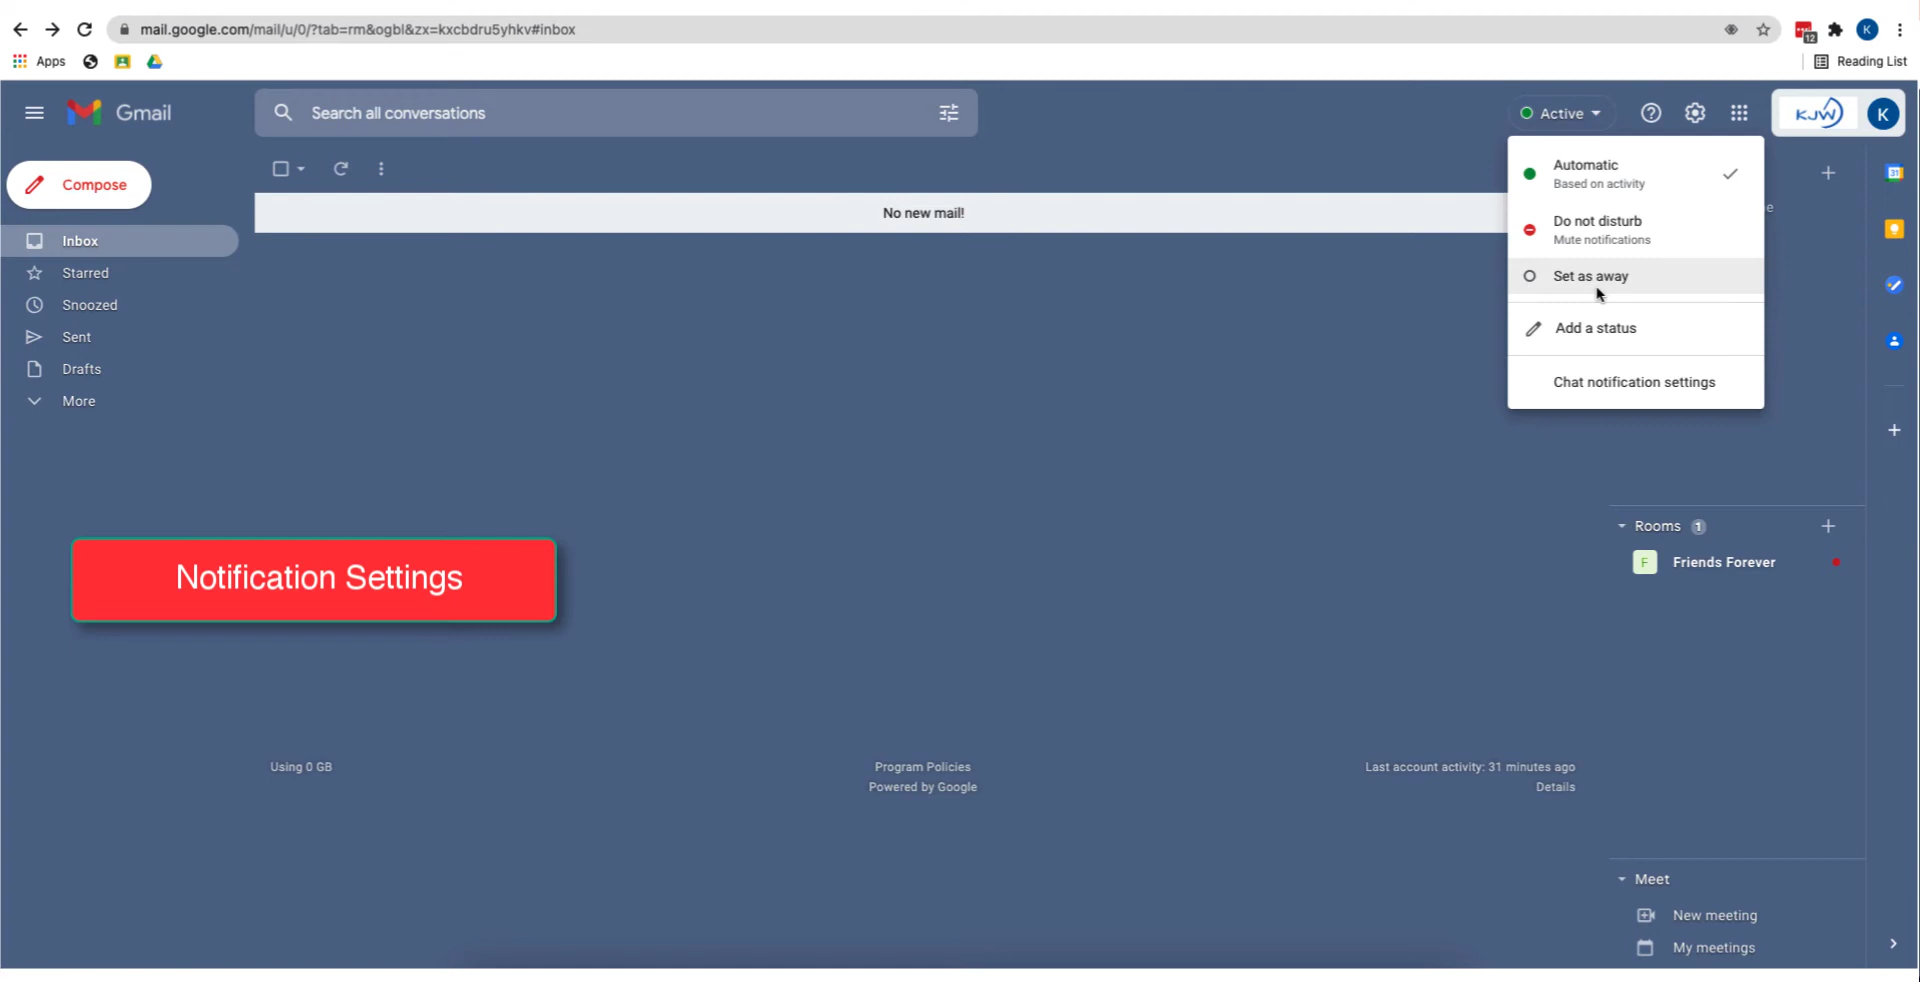 mail.google.com/mail/u/0/?tab=rm&ogbl&zx=kxcbdru5yhkv#inbox
12
K
Apps
Reading List
Gmail
Search all conversations
Active
KJW
K
Compose
Automatic
Based on activity
31
No new mail!
Do not disturb
Mute notifications
Inbox
Starred
Set as away
Snoozed
Add a status
Sent
Drafts
Chat notification settings
More
Rooms 1
F Friends Forever
Notification Settings
Using 0 GB
Program Policies
Powered by Google
Last account activity: 31 minutes ago
Details
Meet
New meeting
My meetings